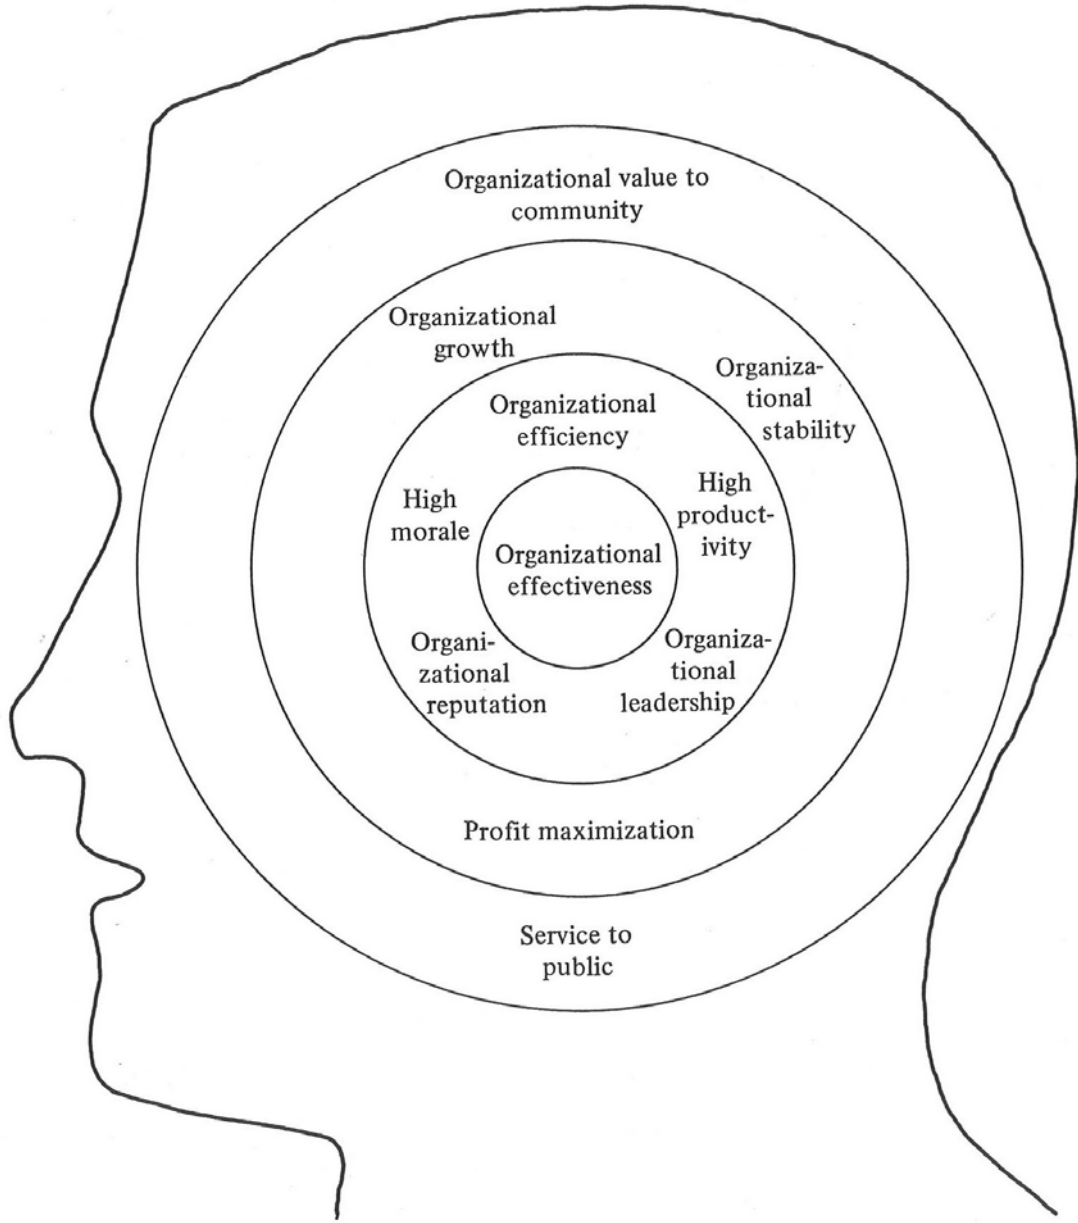 Organizational value to
community
Organizational
growth
Organiza-
tional
stability
Organizational
efficiency
High
morale
High
product-
ivity
Organizational
effectiveness
Organi-
zational
reputation
Organiza-
tional
leadership
Profit maximization
Service to
public